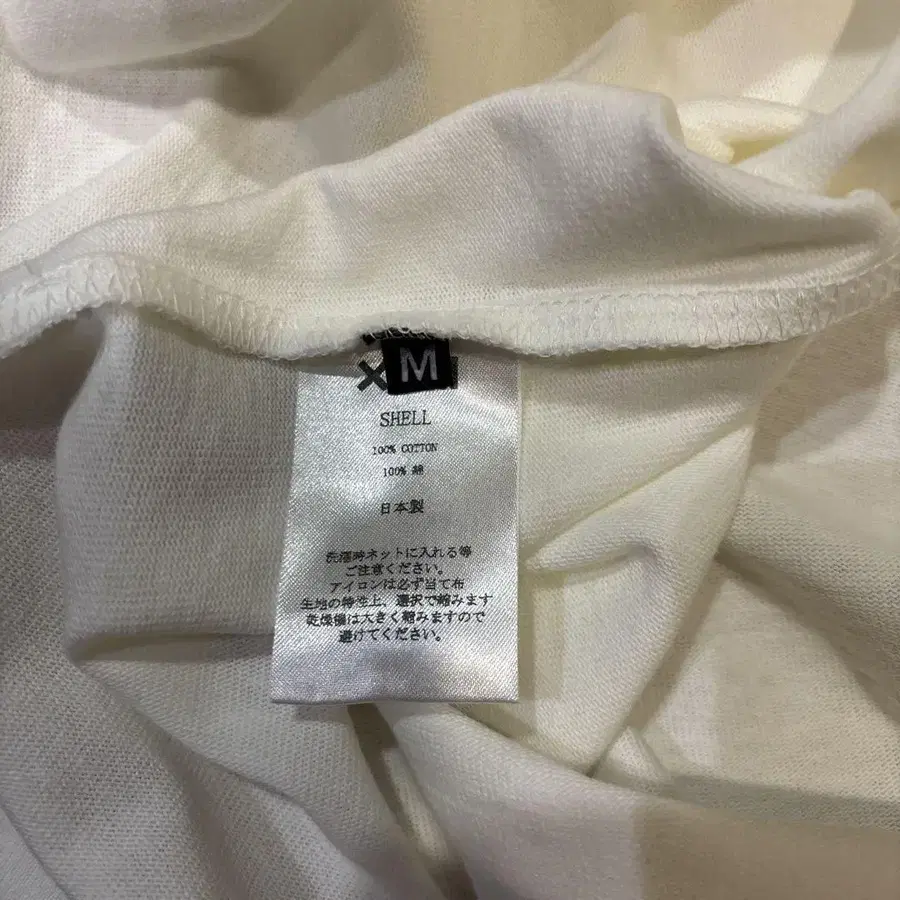 M
SHELL
100% COTTON
100% 綿
日本製
洗濯時ネットに入れる等
ご注意ください。
アイロンは必ず当て布
生地の特性上、選択で縮みます
乾燥機は大きく縮みますので
避けてください。